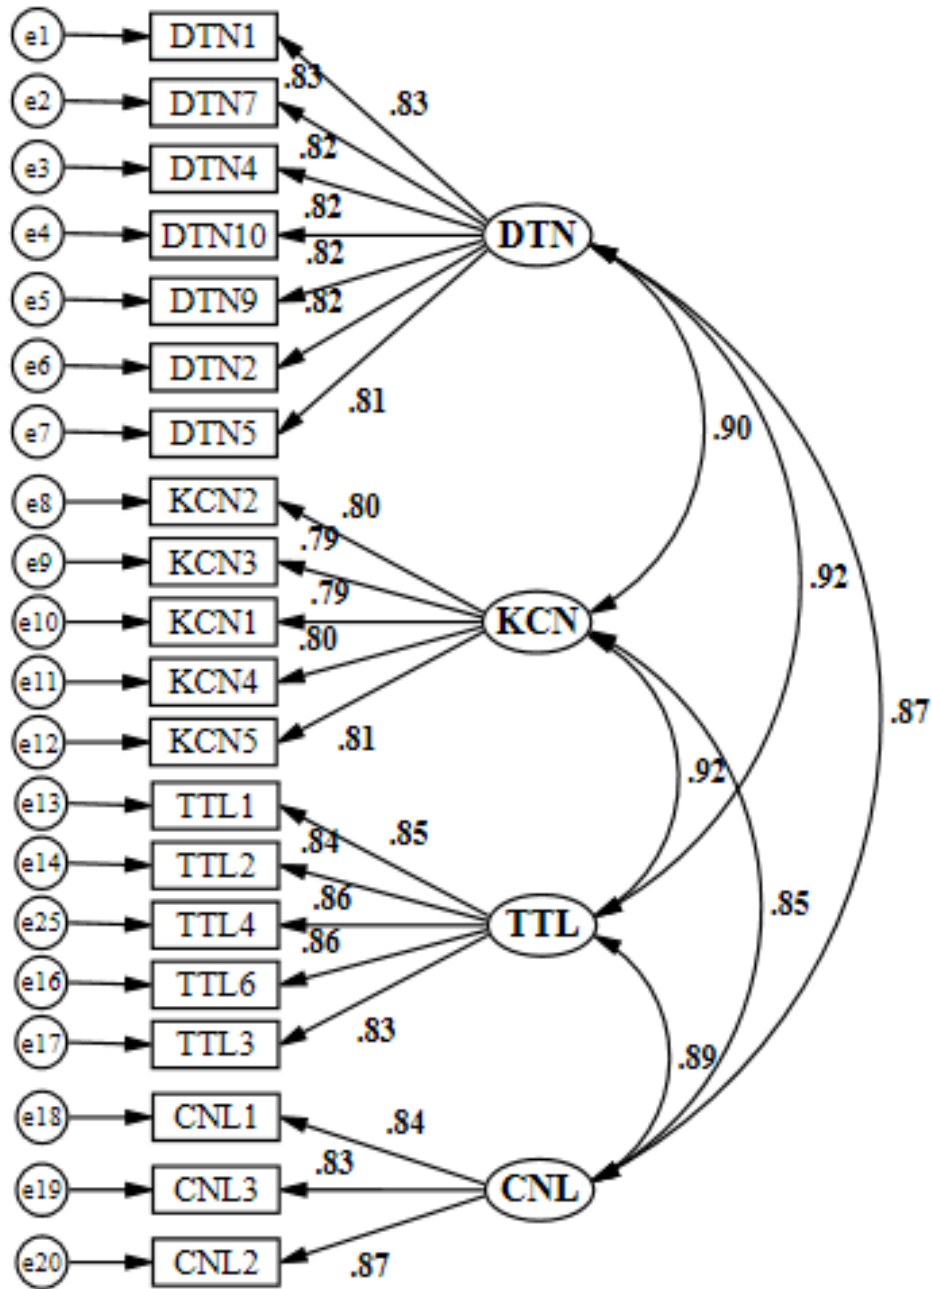 e1 DTN1
.83 .83
e2 DTN7
.82
e3 DTN4
.82
e4 DTN10 DTN
.82
e5 DTN9 .82
e6 DTN2
.81
e7 DTN5 .90
e8 KCN2 .80
.79
e9 KCN3 .92
.79
e10 KCN1 KCN
.80
e11 KCN4
.87
e12 KCN5 .81
.92
e13 TTL1
.84 .85
e14 TTL2
.86 .85
e25 TTL4 TTL
.86
e16 TTL6
.83
e17 TTL3 .89
e18 CNL1 .84
.83
e19 CNL3 CNL
e20 CNL2 .87